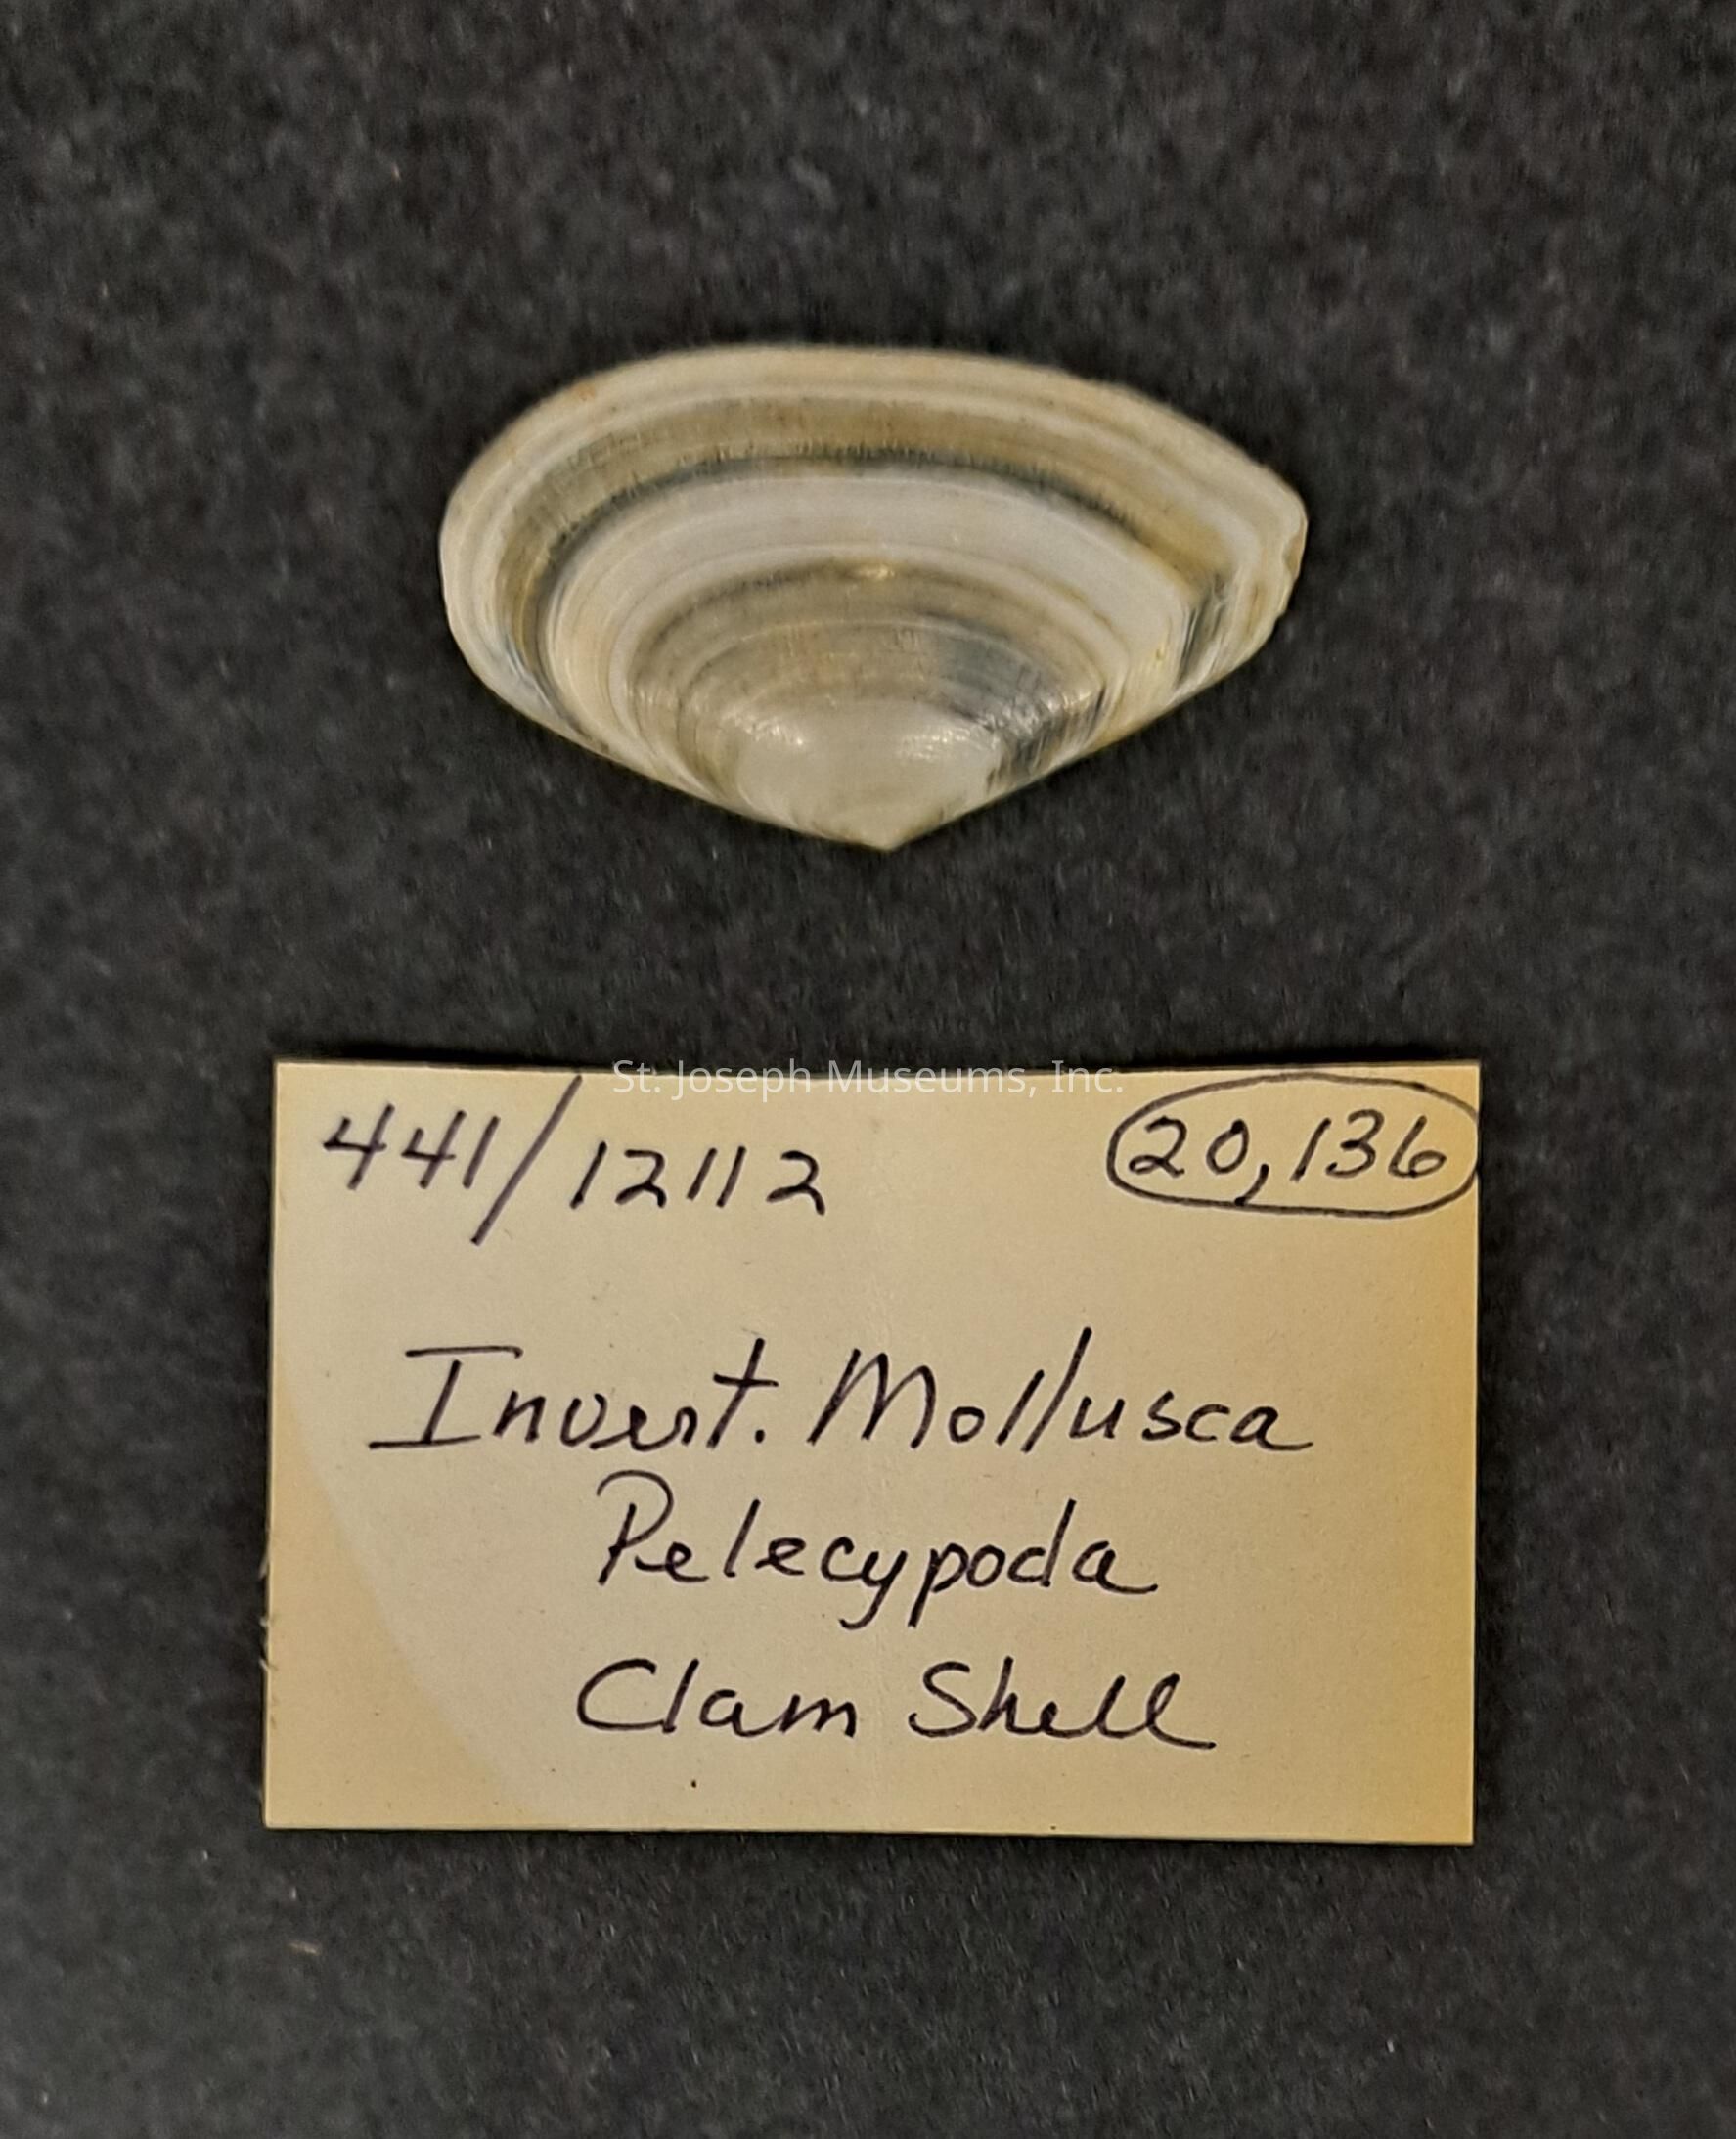 St. Joseph Museums, Inc.
441/12112 20,136
Invert. Mollusca
Pelecypoda
Clam Shell